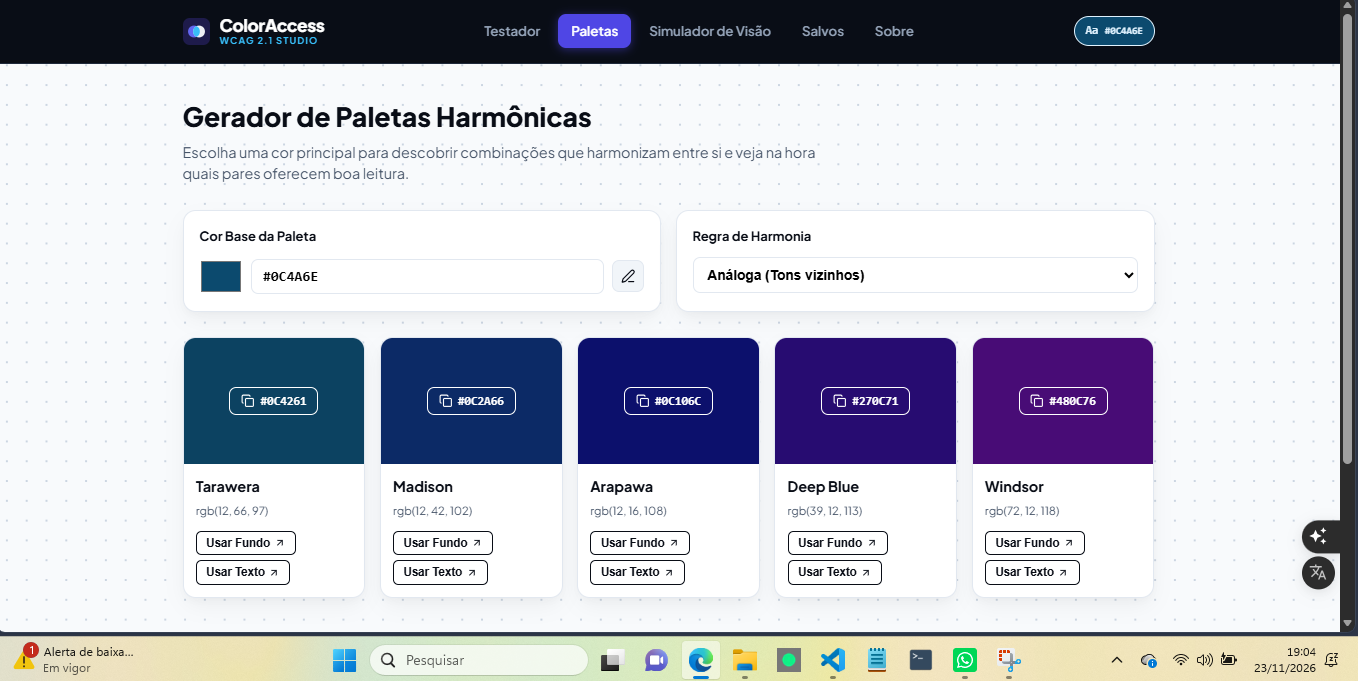 ColorAccess
WCAG 2.1 STUDIO
Testador
Paletas
Simulador de Visão
Salvos
Sobre
Aa #0C4A6E
Gerador de Paletas Harmônicas
Escolha uma cor principal para descobrir combinações que harmonizam entre si e veja na hora
quais pares oferecem boa leitura.
Cor Base da Paleta
#0C4A6E
Regra de Harmonia
Análoga (Tons vizinhos)
#0C4261
Tarawera
rgb(12, 66, 97)
Usar Fundo
Usar Texto
#0C2A66
Madison
rgb(12, 42, 102)
Usar Fundo
Usar Texto
#0C106C
Arapawa
rgb(12, 16, 108)
Usar Fundo
Usar Texto
#270C71
Deep Blue
rgb(39, 12, 113)
Usar Fundo
Usar Texto
#480C76
Windsor
rgb(72, 12, 118)
Usar Fundo
Usar Texto
1
Alerta de baixa...
Em vigor
Pesquisar
19:04
23/11/2026